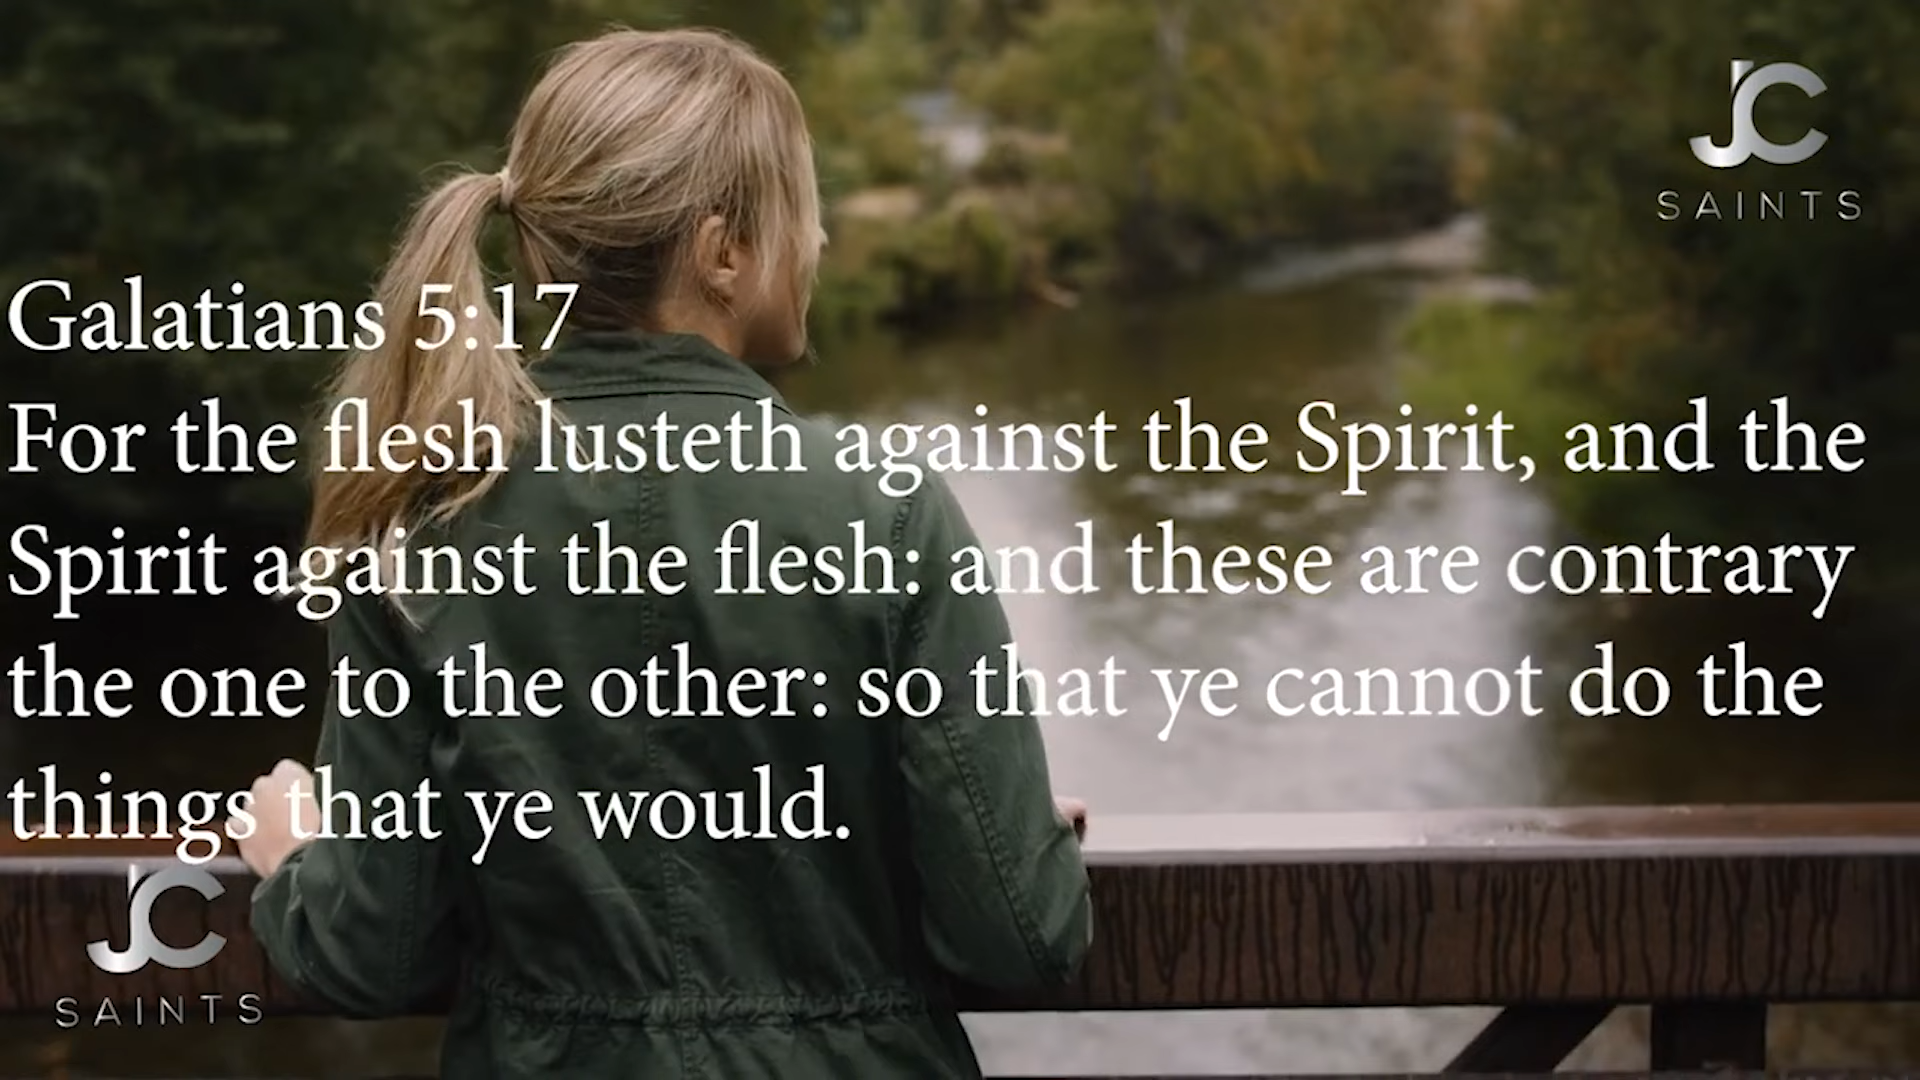 JC
SAINTS
Galatians 5:17
For the flesh lusteth against the Spirit, and the
Spirit against the flesh: and these are contrary
the one to the other: so that ye cannot do the
things that ye would.
JC
SAINTS